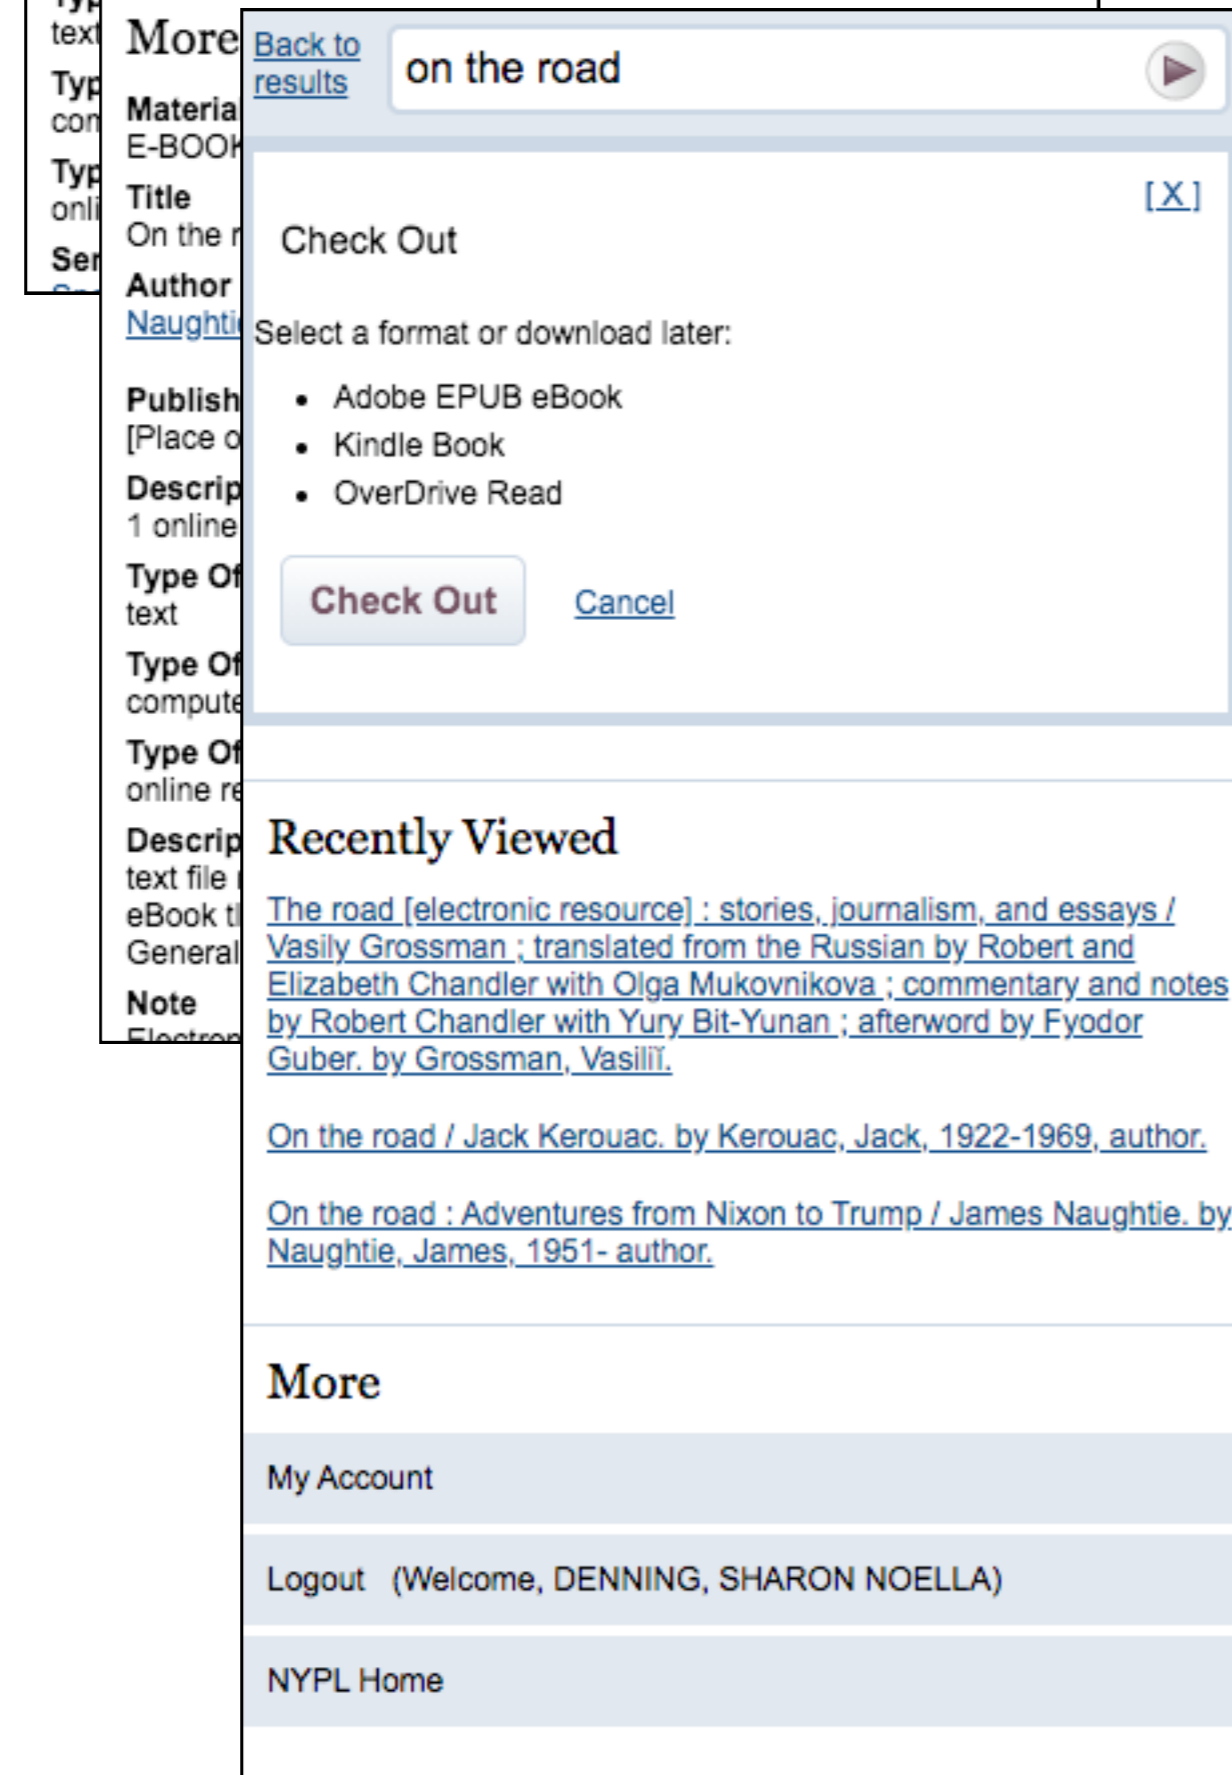 text
con
onli
Ser
More
Materia
E-BOOK
Title
On the r
Author
Naughti
Publish
[Place o
Descrip
1 online
Type Of
text
Type Of
compute
Type Of
online re
Descrip
text file
eBook tl
General
Note
Back to
results
on the road
[X]
Check Out
Select a format or download later:
• Adobe EPUB eBook
• Kindle Book
• OverDrive Read
Check Out Cancel
Recently Viewed
The road [electronic resource] : stories, journalism, and essays /
Vasily Grossman ; translated from the Russian by Robert and
Elizabeth Chandler with Olga Mukovnikova ; commentary and notes
by Robert Chandler with Yury Bit-Yunan ; afterword by Fyodor
Guber. by Grossman, Vasiliĭ.
On the road / Jack Kerouac. by Kerouac, Jack, 1922-1969, author.
On the road : Adventures from Nixon to Trump / James Naughtie. by
Naughtie, James, 1951- author.
More
My Account
Logout (Welcome, DENNING, SHARON NOELLA)
NYPL Home